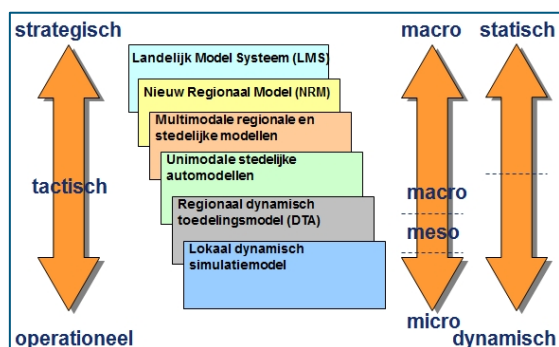 strategisch
macro
statisch
Landelijk Model Systeem (LMS)
Nieuw Regionaal Model (NRM)
Multimodale regionale en
stedelijke modellen
Unimodale stedelijke
automodellen
tactisch
macro
Regionaal dynamisch
toedelingsmodel (DTA)
meso
Lokaal dynamisch
simulatiemodel
micro
operationeel
dynamisch